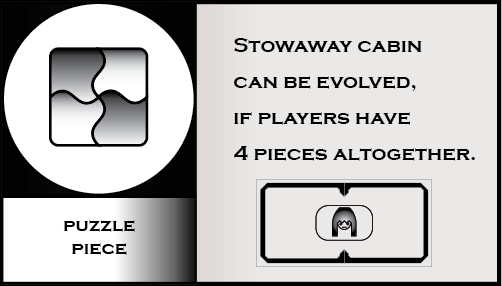 Stowaway cabin
can be evolved,
if players have
4 pieces altogether.
puzzle
piece